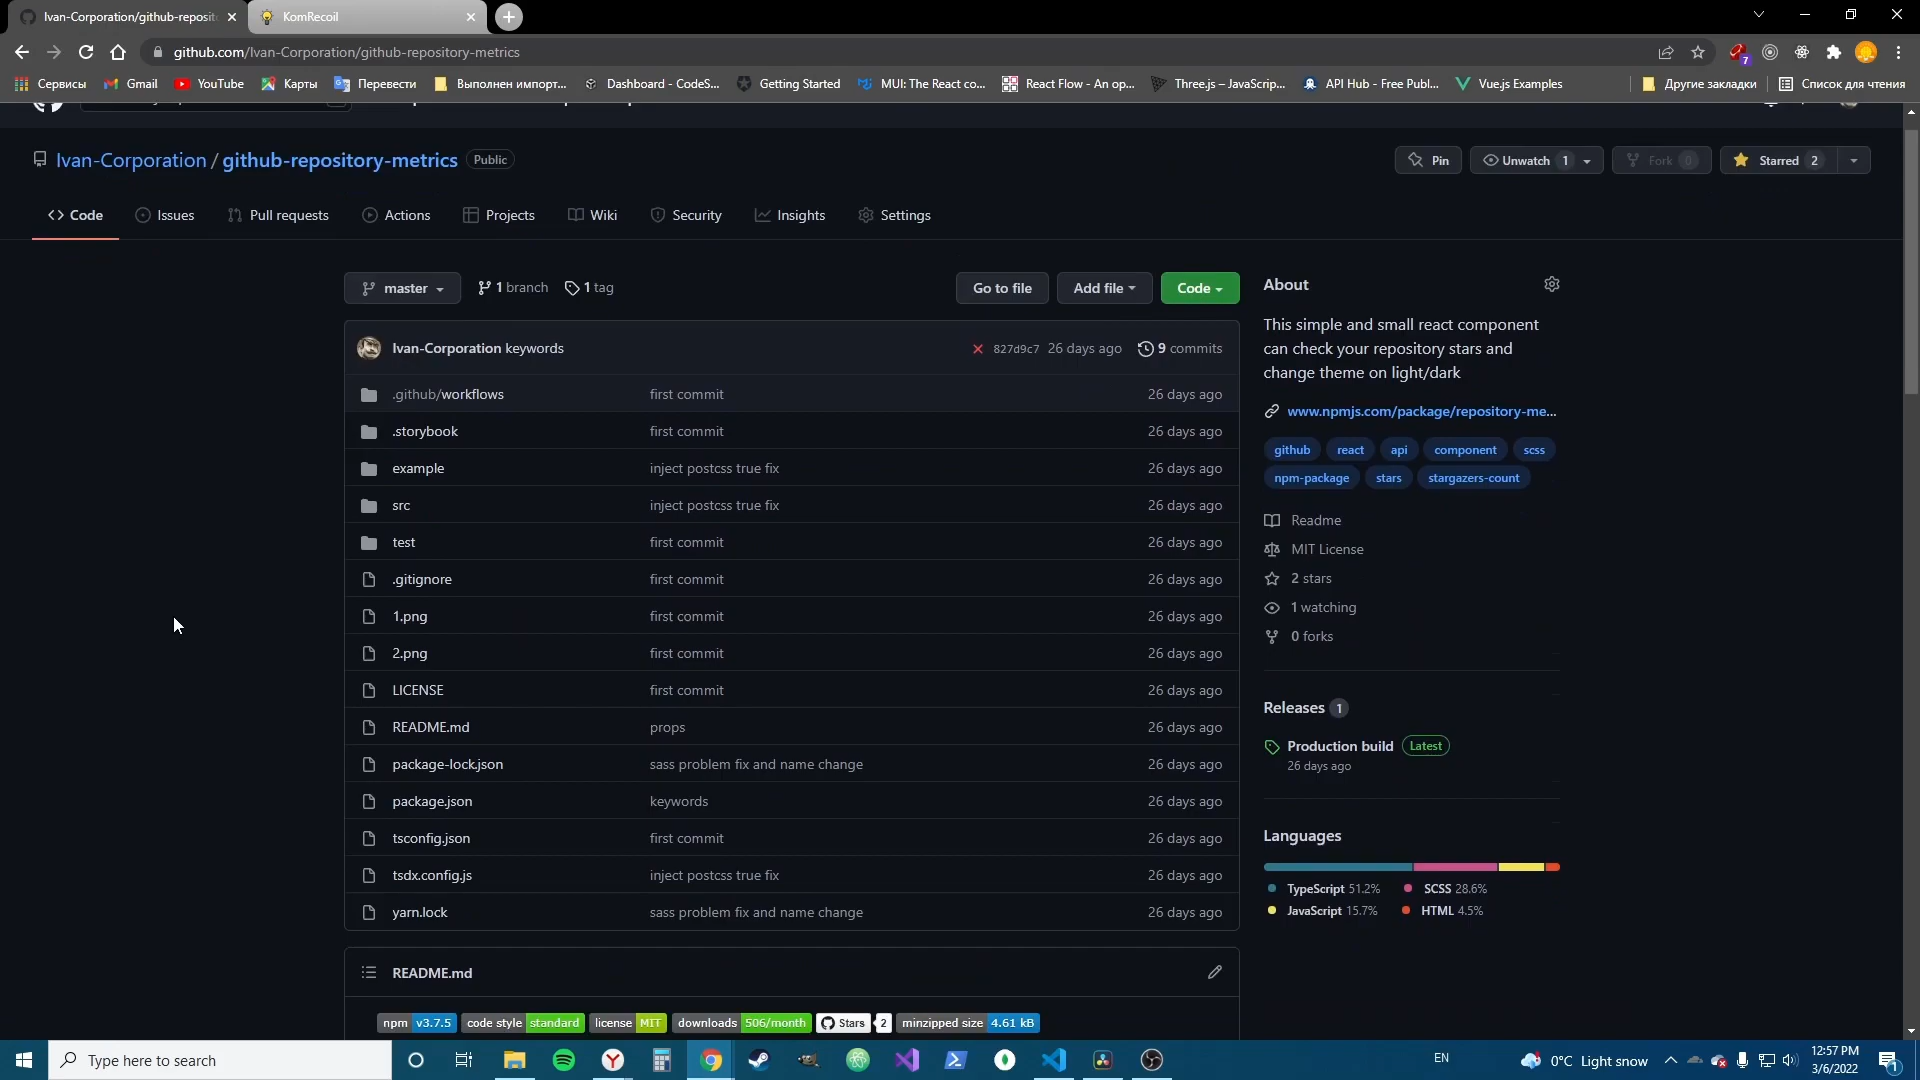 Ivan-Corporation/github-reposit
KomRecoil
github.com/Ivan-Corporation/github-repository-metrics
7
Сервисы
Gmail
YouTube
Карты
Перевести
Выполнен импорт...
Dashboard - CodeS...
Getting Started
MUI: The React co...
React Flow - An op...
Three.js – JavaScrip...
API Hub - Free Publ...
Vue.js Examples
Другие закладки
Список для чтения
Ivan-Corporation / github-repository-metrics Public
Pin
Unwatch 1
Fork 0
Starred 2
Code
Issues
Pull requests
Actions
Projects
Wiki
Security
Insights
Settings
master
1 branch
1 tag
Go to file
Add file
Code
Ivan-Corporation keywords
827d9c7 26 days ago
9 commits
.github/workflows first commit 26 days ago
.storybook first commit 26 days ago
example inject postcss true fix 26 days ago
src inject postcss true fix 26 days ago
test first commit 26 days ago
.gitignore first commit 26 days ago
1.png first commit 26 days ago
2.png first commit 26 days ago
LICENSE first commit 26 days ago
README.md props 26 days ago
package-lock.json sass problem fix and name change 26 days ago
package.json keywords 26 days ago
tsconfig.json first commit 26 days ago
tsdx.config.js inject postcss true fix 26 days ago
yarn.lock sass problem fix and name change 26 days ago
README.md
npm v3.7.5 code style standard license MIT downloads 506/month Stars 2 minzipped size 4.61 kB
About
This simple and small react component
can check your repository stars and
change theme on light/dark
www.npmjs.com/package/repository-me...
github react api component scss
npm-package stars stargazers-count
Readme
MIT License
2 stars
1 watching
0 forks
Releases 1
Production build Latest
26 days ago
Languages
TypeScript 51.2% SCSS 28.6%
JavaScript 15.7% HTML 4.5%
Type here to search
EN
0°C Light snow
12:57 PM
3/6/2022
1